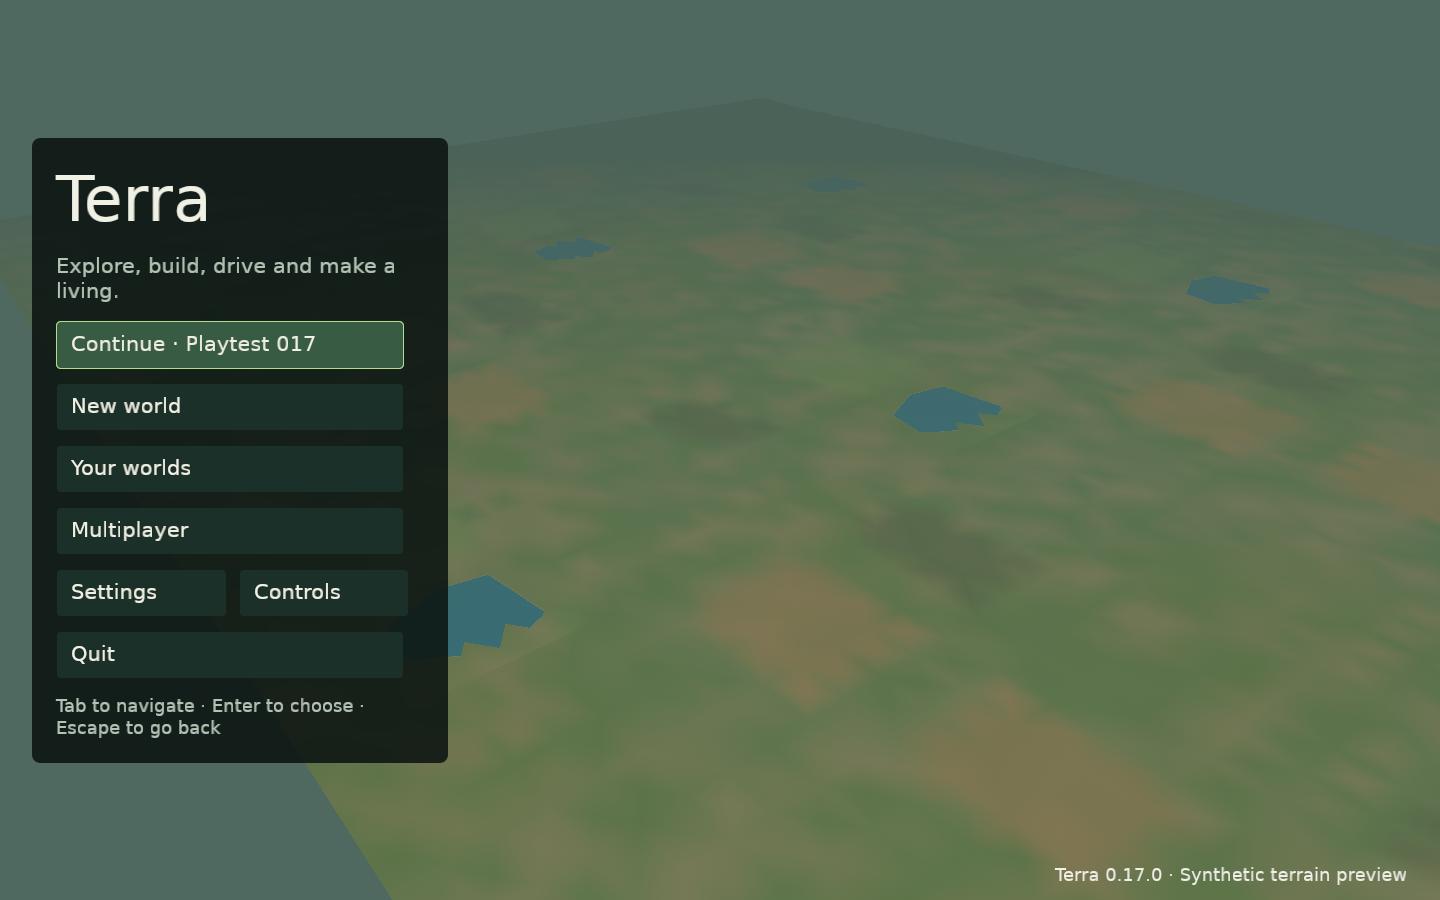 Terra
Explore, build, drive and make a
living.
Continue · Playtest 017
New world
Your worlds
Multiplayer
Settings
Controls
Quit
Tab to navigate · Enter to choose ·
Escape to go back
Terra 0.17.0 · Synthetic terrain preview